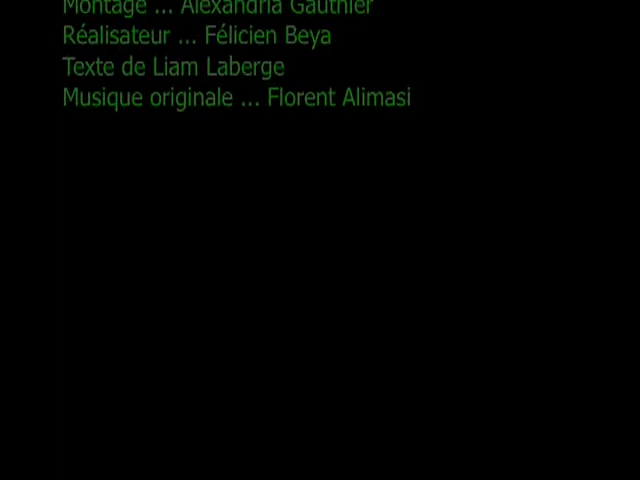 Montage ... Alexandria Gauthier
Réalisateur ... Félicien Beya
Texte de Liam Laberge
Musique originale ... Florent Alimasi